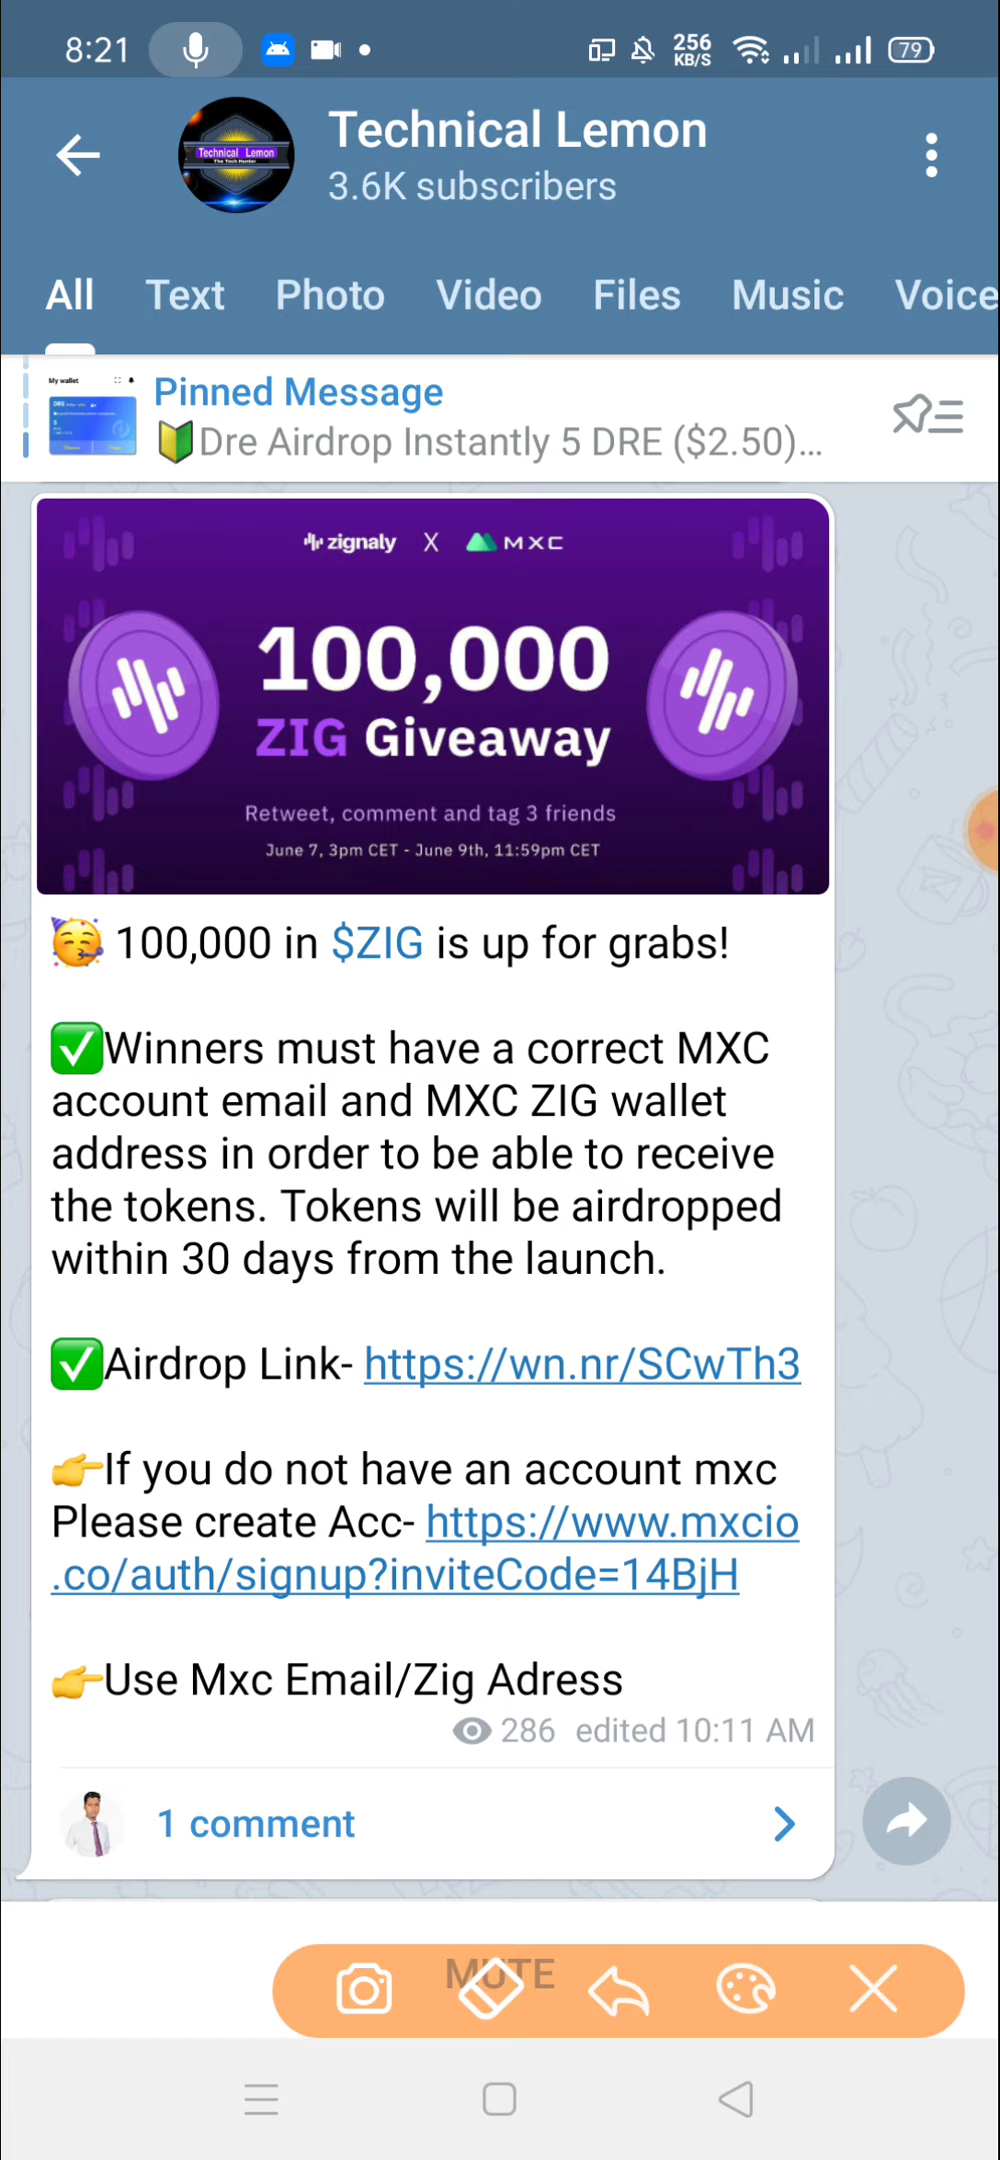 8:21
256
KB/S
79
Technical Lemon
Technical Lemon
3.6K subscribers
All Text Photo Video Files Music Voice
My wallet
Pinned Message
🔰Dre Airdrop Instantly 5 DRE ($2.50)...
zignaly X MXC
100,000
ZIG Giveaway
Retweet, comment and tag 3 friends
June 7, 3pm CET - June 9th, 11:59pm CET
🥳 100,000 in $ZIG is up for grabs!
✅Winners must have a correct MXC
account email and MXC ZIG wallet
address in order to be able to receive
the tokens. Tokens will be airdropped
within 30 days from the launch.
✅Airdrop Link- https://wn.nr/SCwTh3
👉If you do not have an account mxc
Please create Acc- https://www.mxcio
.co/auth/signup?inviteCode=14BjH
👉Use Mxc Email/Zig Adress
286 edited 10:11 AM
1 comment
MUTE